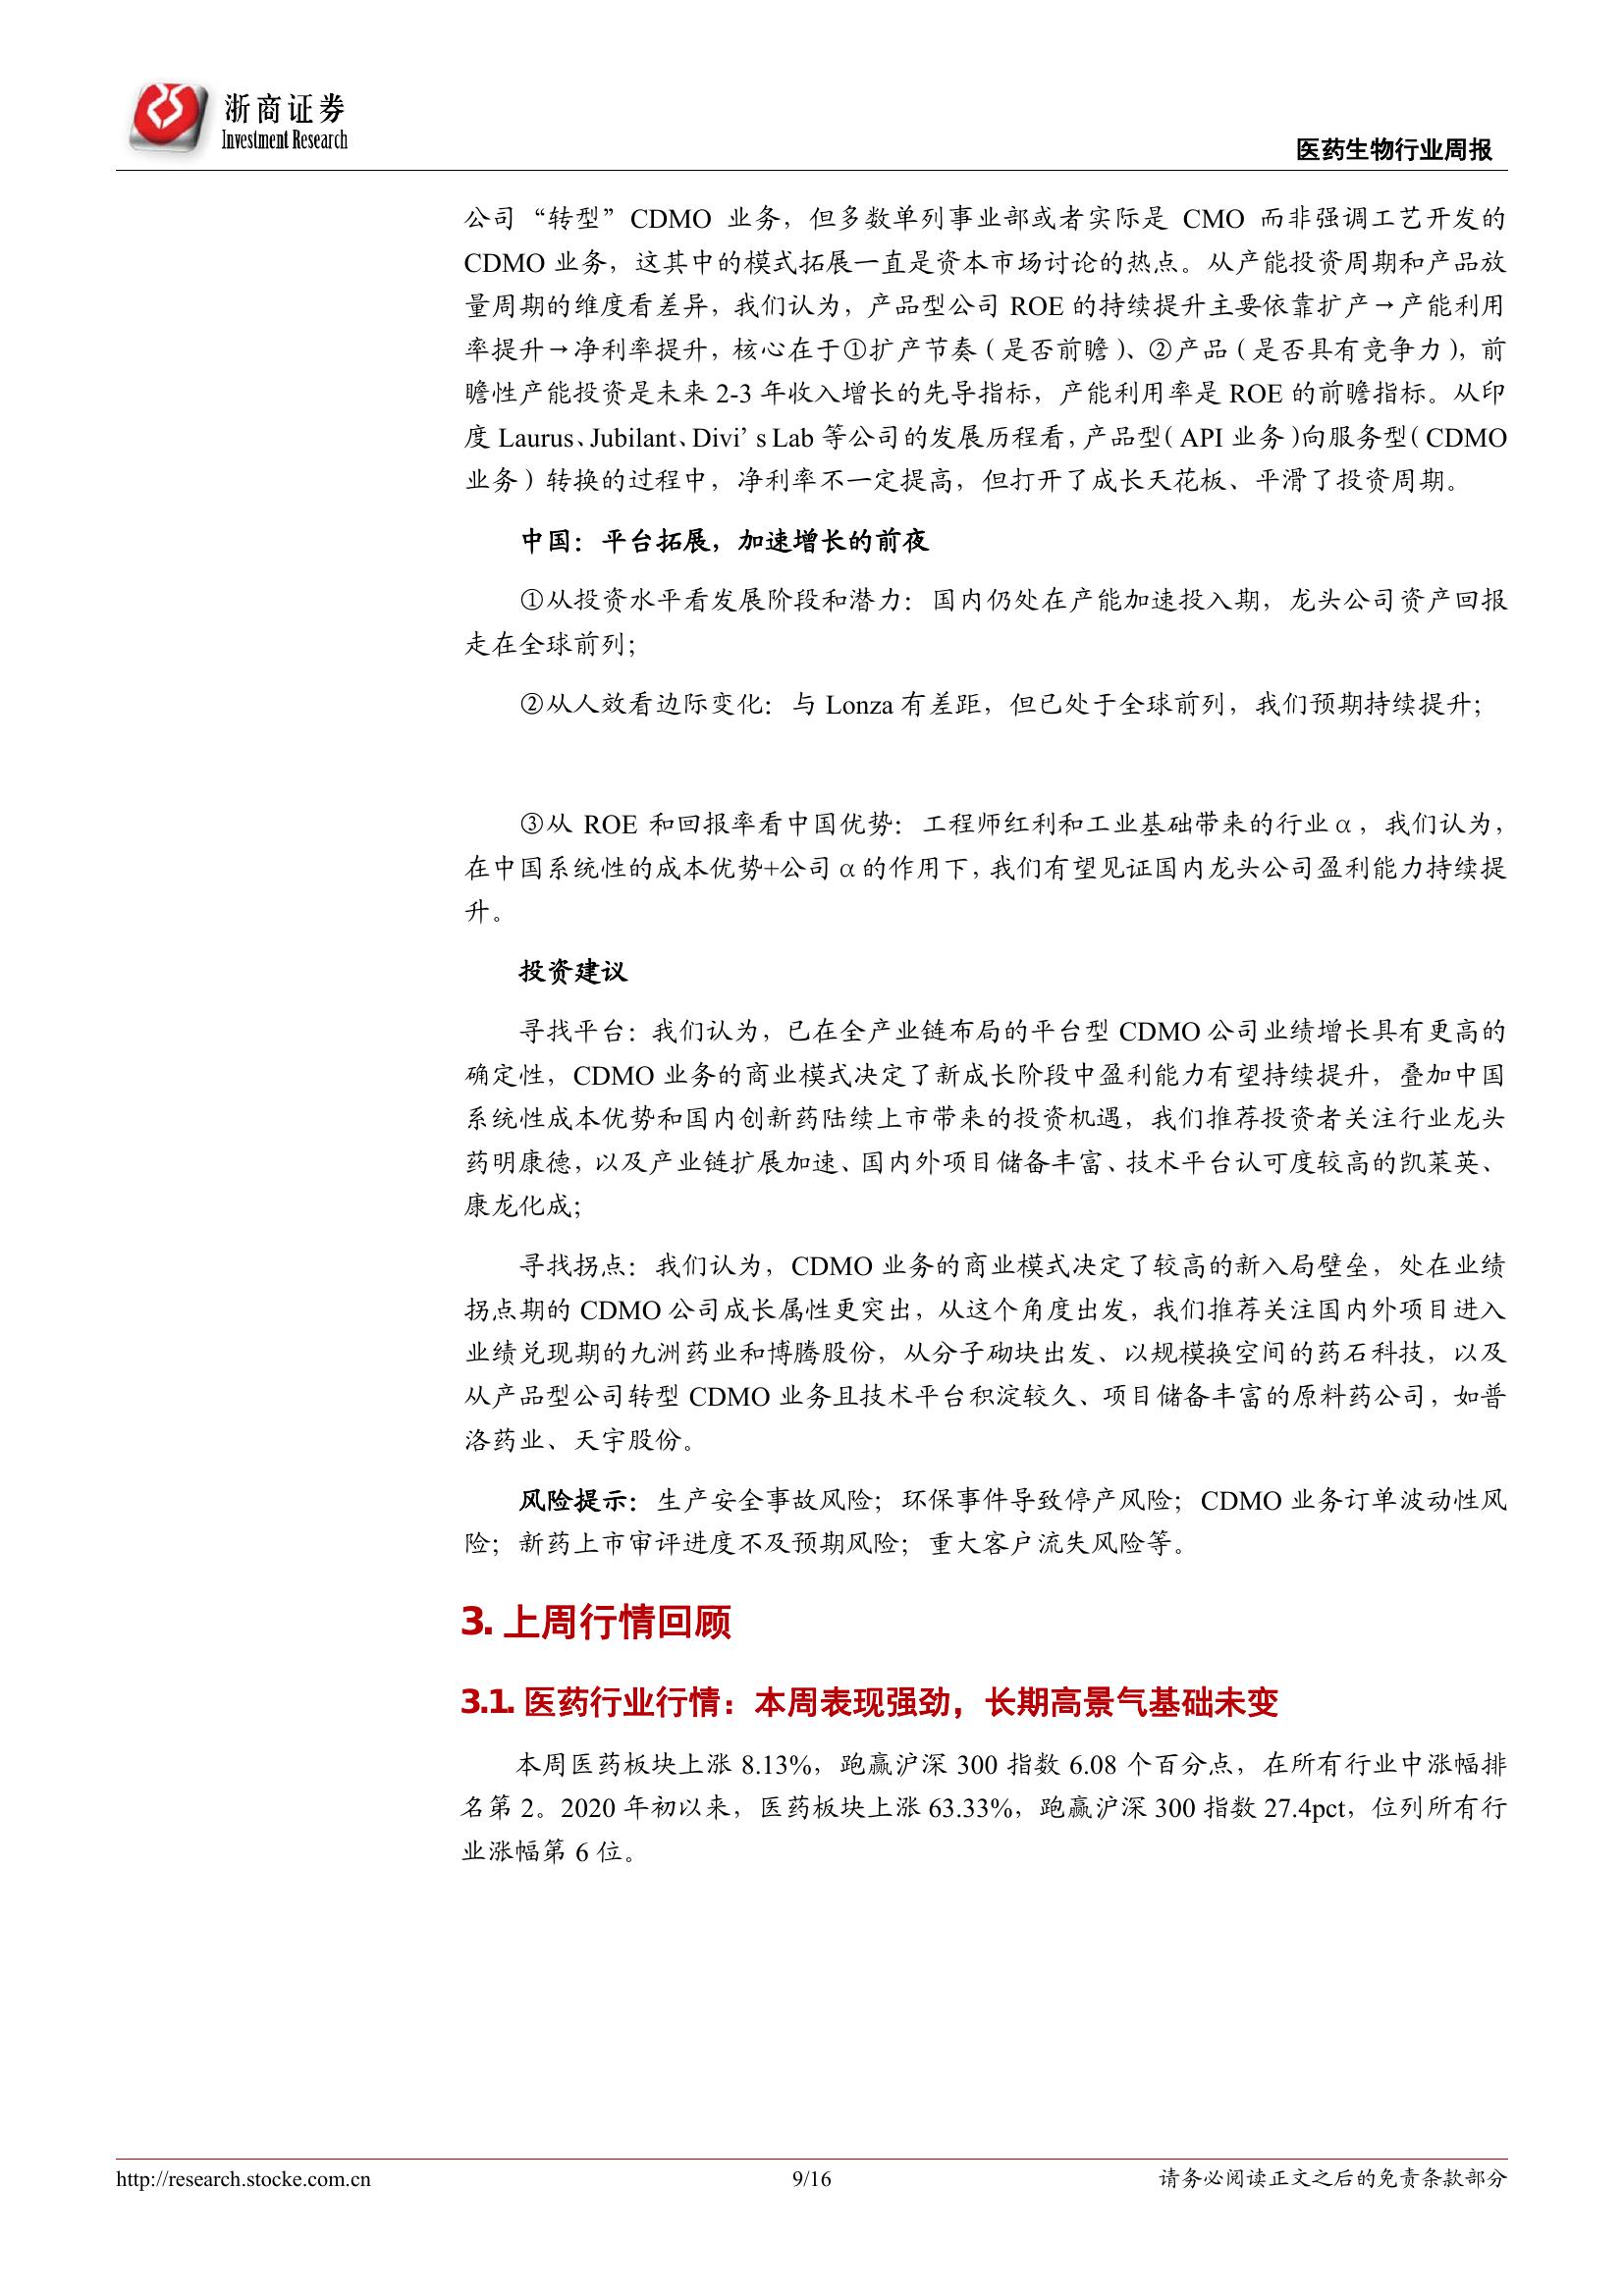 浙商证券
Investment Research
医药生物行业周报
公司“转型”CDMO 业务，但多数单列事业部或者实际是 CMO 而非强调工艺开发的
CDMO 业务，这其中的模式拓展一直是资本市场讨论的热点。从产能投资周期和产品放
量周期的维度看差异，我们认为，产品型公司 ROE 的持续提升主要依靠扩产→产能利用
率提升→净利率提升，核心在于①扩产节奏（是否前瞻）、②产品（是否具有竞争力），前
瞻性产能投资是未来 2-3 年收入增长的先导指标，产能利用率是 ROE 的前瞻指标。从印
度 Laurus、Jubilant、Divi’s Lab 等公司的发展历程看，产品型（API 业务）向服务型（CDMO
业务）转换的过程中，净利率不一定提高，但打开了成长天花板、平滑了投资周期。
中国：平台拓展，加速增长的前夜
①从投资水平看发展阶段和潜力：国内仍处在产能加速投入期，龙头公司资产回报
走在全球前列；
②从人效看边际变化：与 Lonza 有差距，但已处于全球前列，我们预期持续提升；
③从 ROE 和回报率看中国优势：工程师红利和工业基础带来的行业α，我们认为，
在中国系统性的成本优势+公司α的作用下，我们有望见证国内龙头公司盈利能力持续提
升。
投资建议
寻找平台：我们认为，已在全产业链布局的平台型 CDMO 公司业绩增长具有更高的
确定性，CDMO 业务的商业模式决定了新成长阶段中盈利能力有望持续提升，叠加中国
系统性成本优势和国内创新药陆续上市带来的投资机遇，我们推荐投资者关注行业龙头
药明康德，以及产业链扩展加速、国内外项目储备丰富、技术平台认可度较高的凯莱英、
康龙化成；
寻找拐点：我们认为，CDMO 业务的商业模式决定了较高的新入局壁垒，处在业绩
拐点期的 CDMO 公司成长属性更突出，从这个角度出发，我们推荐关注国内外项目进入
业绩兑现期的九洲药业和博腾股份，从分子砌块出发、以规模换空间的药石科技，以及
从产品型公司转型 CDMO 业务且技术平台积淀较久、项目储备丰富的原料药公司，如普
洛药业、天宇股份。
风险提示：生产安全事故风险；环保事件导致停产风险；CDMO 业务订单波动性风
险；新药上市审评进度不及预期风险；重大客户流失风险等。
3. 上周行情回顾
3.1. 医药行业行情：本周表现强劲，长期高景气基础未变
本周医药板块上涨 8.13%，跑赢沪深 300 指数 6.08 个百分点，在所有行业中涨幅排
名第 2。2020 年初以来，医药板块上涨 63.33%，跑赢沪深 300 指数 27.4pct，位列所有行
业涨幅第 6 位。
http://research.stocke.com.cn
9/16
请务必阅读正文之后的免责条款部分